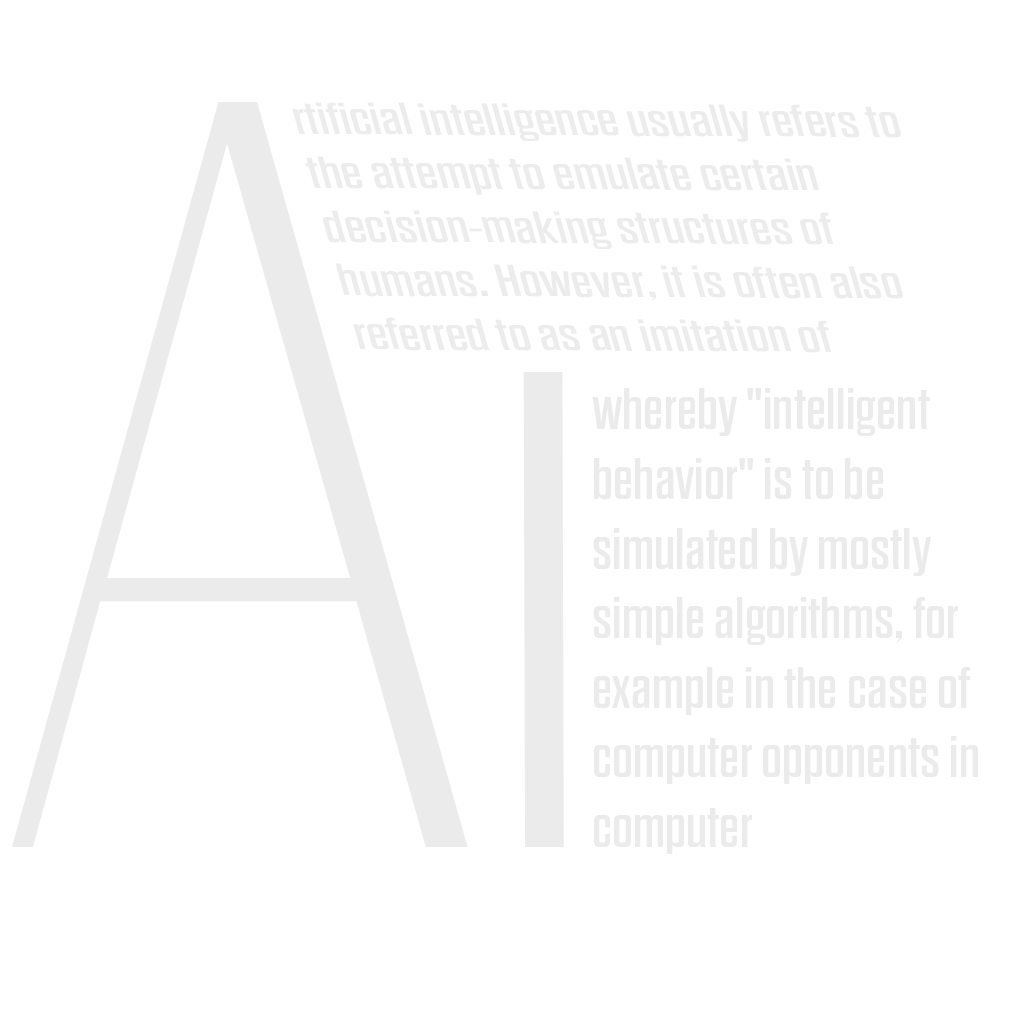 AI
rtificial intelligence usually refers to
the attempt to emulate certain
decision-making structures of
humans. However, it is often also
referred to as an imitation of
whereby "intelligent
behavior" is to be
simulated by mostly
simple algorithms, for
example in the case of
computer opponents in
computer